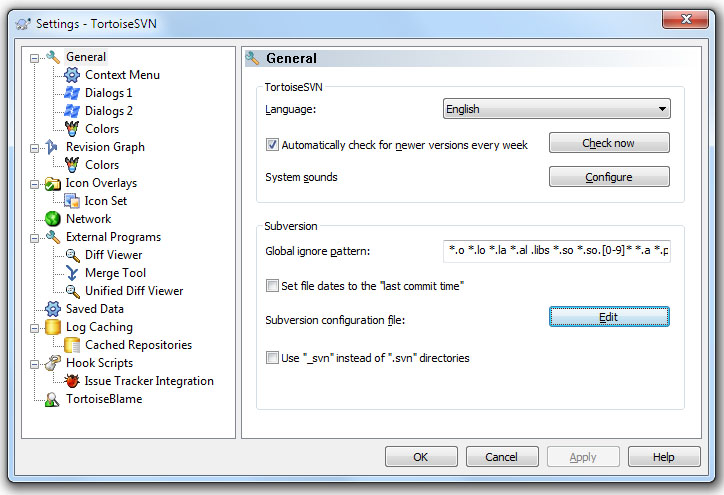 Settings - TortoiseSVN
General
Context Menu
Dialogs 1
Dialogs 2
Colors
Revision Graph
Colors
Icon Overlays
Icon Set
Network
External Programs
Diff Viewer
Merge Tool
Unified Diff Viewer
Saved Data
Log Caching
Cached Repositories
Hook Scripts
Issue Tracker Integration
TortoiseBlame
General
TortoiseSVN
Language: English
Automatically check for newer versions every week Check now
System sounds Configure
Subversion
Global ignore pattern: *.o *.lo *.la *.al .libs *.so *.so.[0-9]* *.a *.p
Set file dates to the "last commit time"
Subversion configuration file: Edit
Use "_svn" instead of ".svn" directories
OK Cancel Apply Help